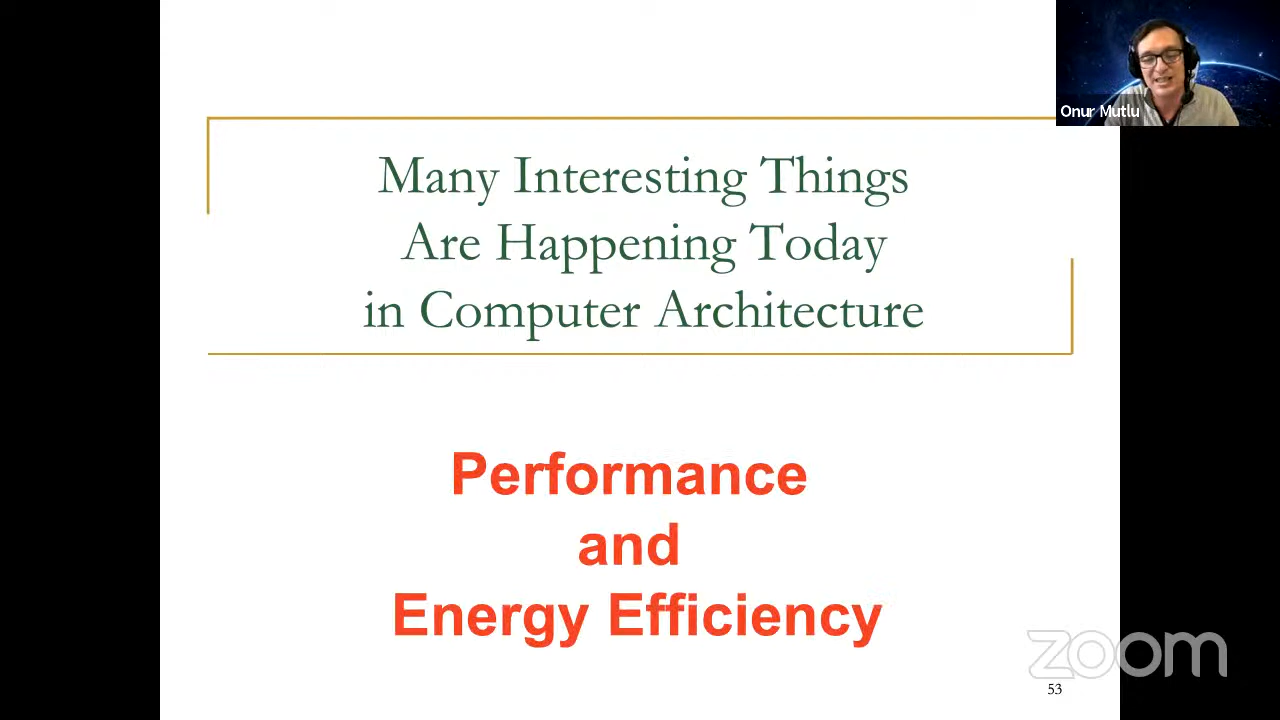 Onur Mutlu
Many Interesting Things
Are Happening Today
in Computer Architecture
Performance
and
Energy Efficiency
zoom
53